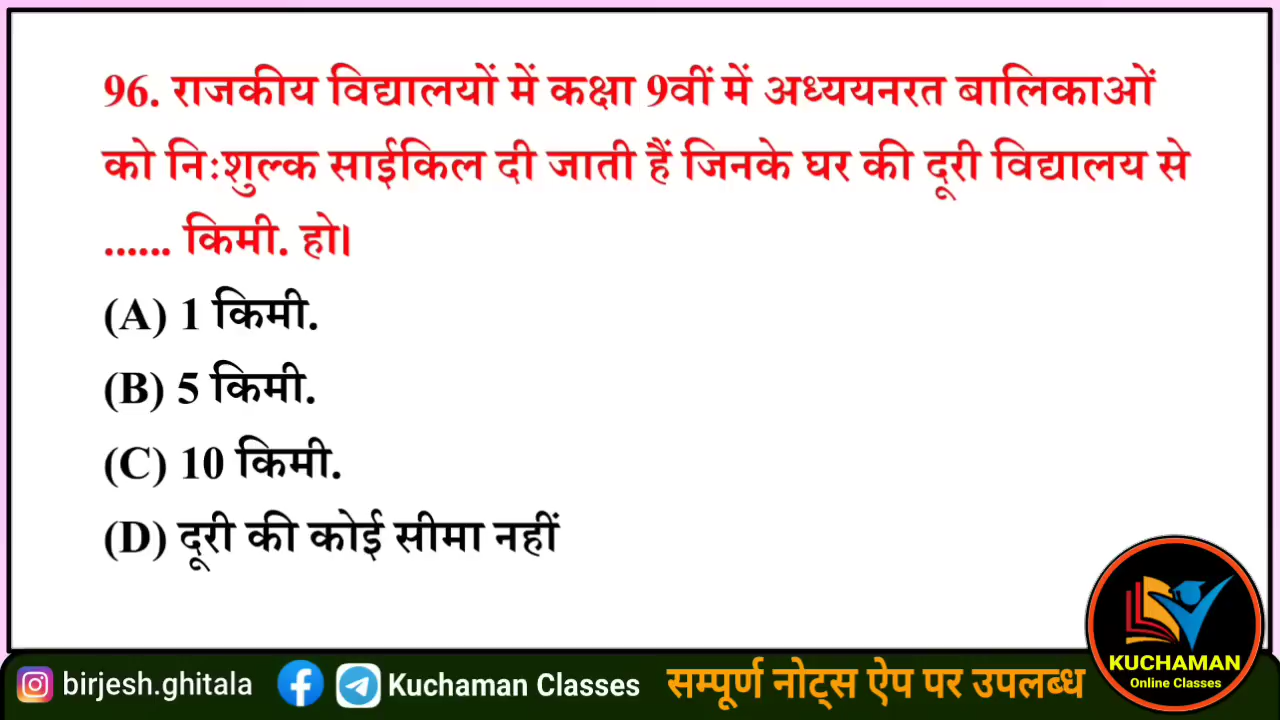 96. राजकीय विद्यालयों में कक्षा 9वीं में अध्ययनरत बालिकाओं
को निःशुल्क साईकिल दी जाती हैं जिनके घर की दूरी विद्यालय से
...... किमी. हो।
(A) 1 किमी.
(B) 5 किमी.
(C) 10 किमी.
(D) दूरी की कोई सीमा नहीं
KUCHAMAN
Online Classes
birjesh.ghitala
Kuchaman Classes
सम्पूर्ण नोट्स ऐप पर उपलब्ध